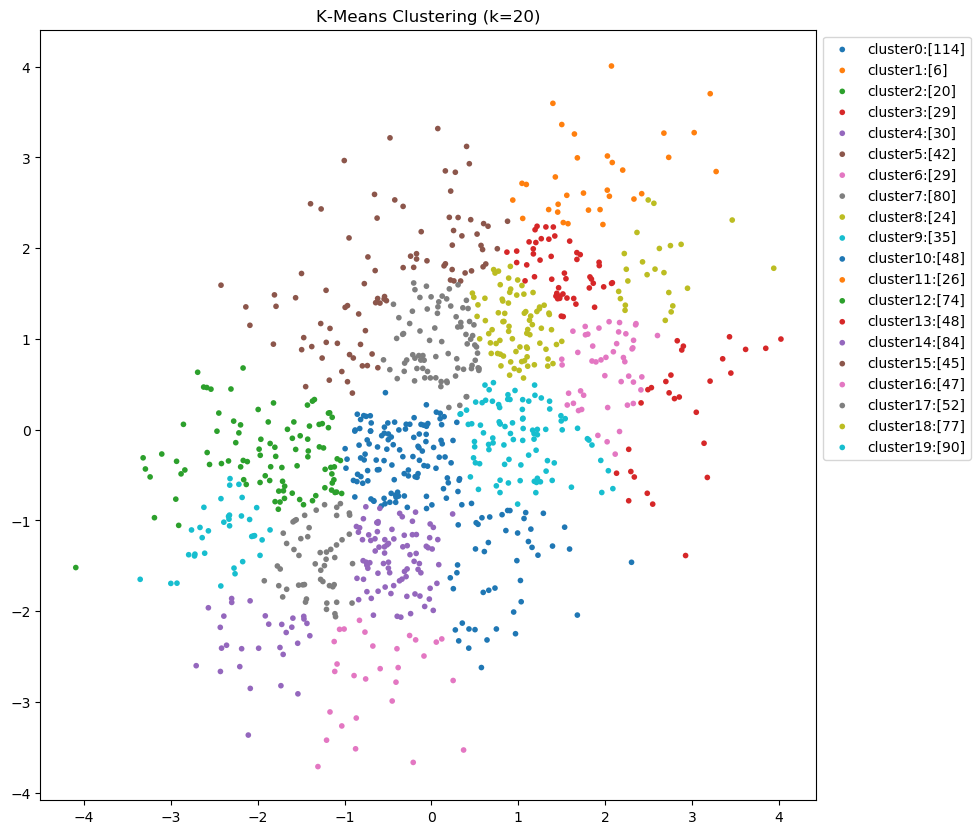 K-Means Clustering (k=20)
cluster0:[114]
cluster1:[6]
cluster2:[20]
cluster3:[29]
cluster4:[30]
cluster5:[42]
cluster6:[29]
cluster7:[80]
cluster8:[24]
cluster9:[35]
cluster10:[48]
cluster11:[26]
cluster12:[74]
cluster13:[48]
cluster14:[84]
cluster15:[45]
cluster16:[47]
cluster17:[52]
cluster18:[77]
cluster19:[90]
4
3
2
1
0
−1
−2
−3
−4
−4 −3 −2 −1 0 1 2 3 4